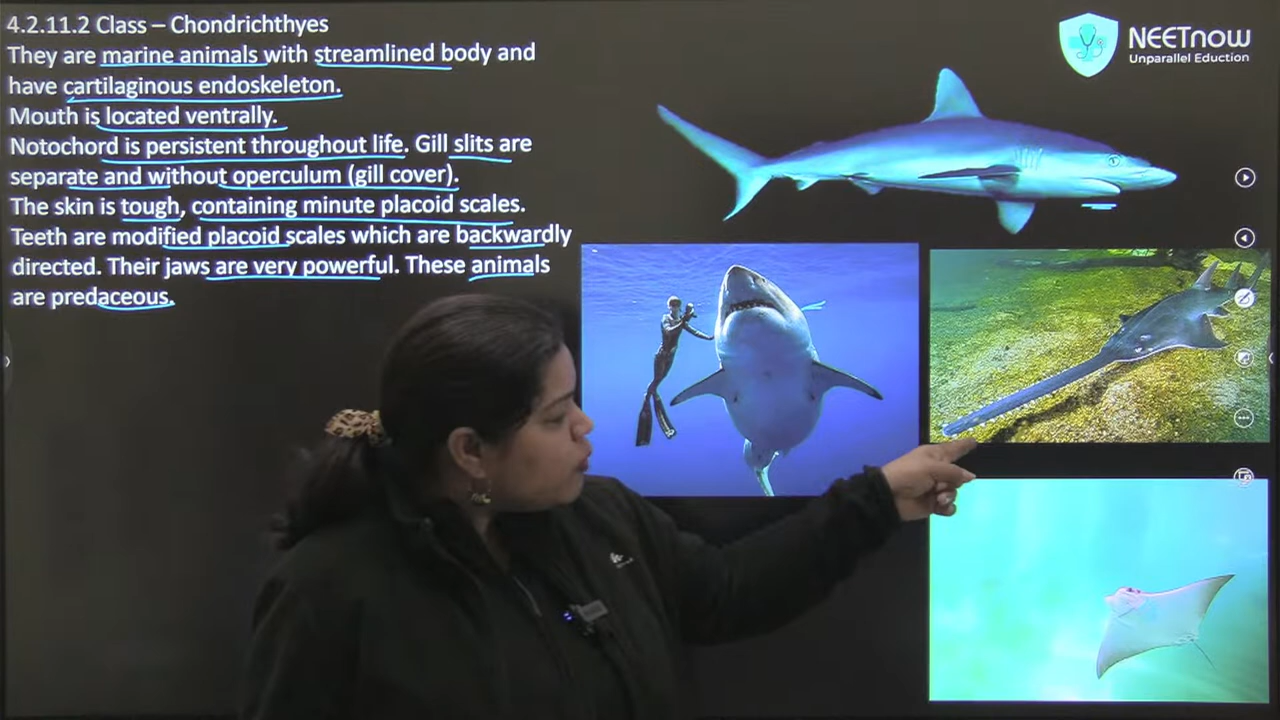 4.2.11.2 Class – Chondrichthyes
They are marine animals with streamlined body and
have cartilaginous endoskeleton.
Mouth is located ventrally.
Notochord is persistent throughout life. Gill slits are
separate and without operculum (gill cover).
The skin is tough, containing minute placoid scales.
Teeth are modified placoid scales which are backwardly
directed. Their jaws are very powerful. These animals
are predaceous.
NEETnow
Unparallel Eduction